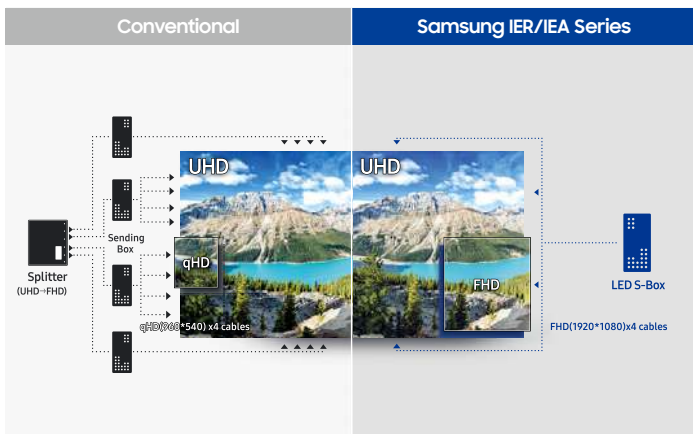 Conventional
Samsung IER/IEA Series
UHD
UHD
Sending
Box
qHD
FHD
Splitter
(UHD→FHD)
LED S-Box
qHD(960*540) x4 cables
FHD(1920*1080)x4 cables